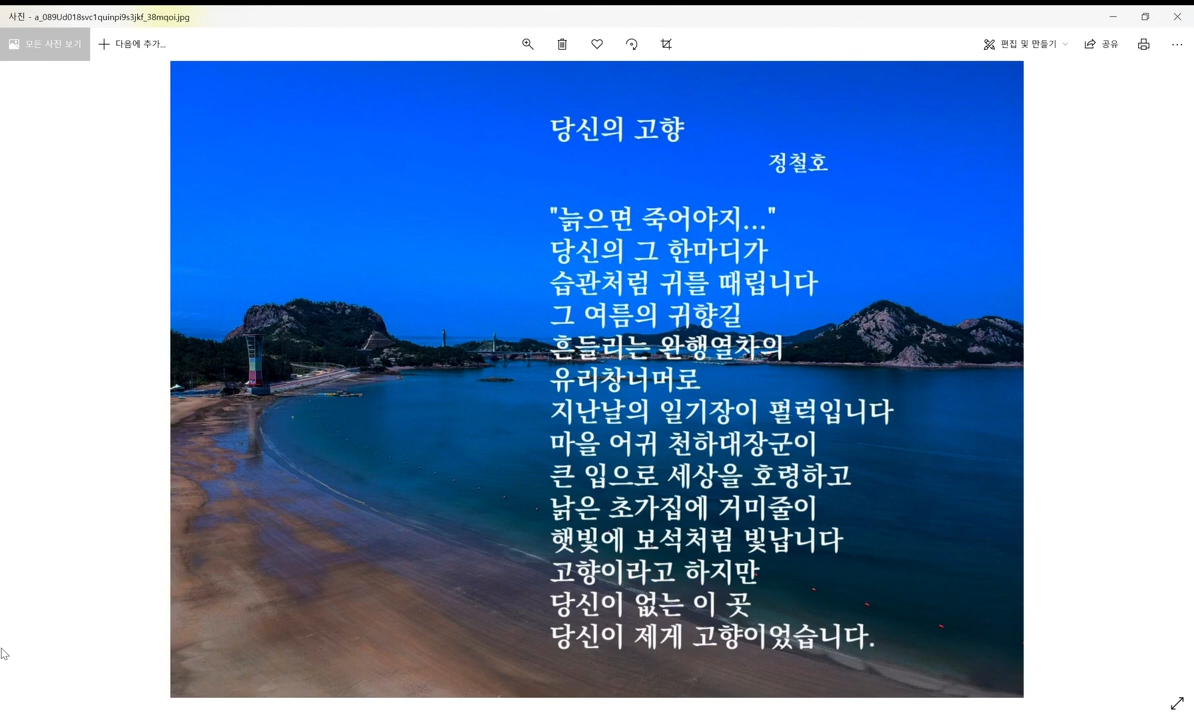 사진 - a_089Ud018svc1quinpi9s3jkf_38mqoi.jpg
모든 사진 보기
다음에 추가...
편집 및 만들기
공유
당신의 고향
정철호
"늙으면 죽어야지..."
당신의 그 한마디가
습관처럼 귀를 때립니다
그 여름의 귀향길
흔들리는 완행열차의
유리창너머로
지난날의 일기장이 펄럭입니다
마을 어귀 천하대장군이
큰 입으로 세상을 호령하고
낡은 초가집에 거미줄이
햇빛에 보석처럼 빛납니다
고향이라고 하지만
당신이 없는 이 곳
당신이 제게 고향이었습니다.